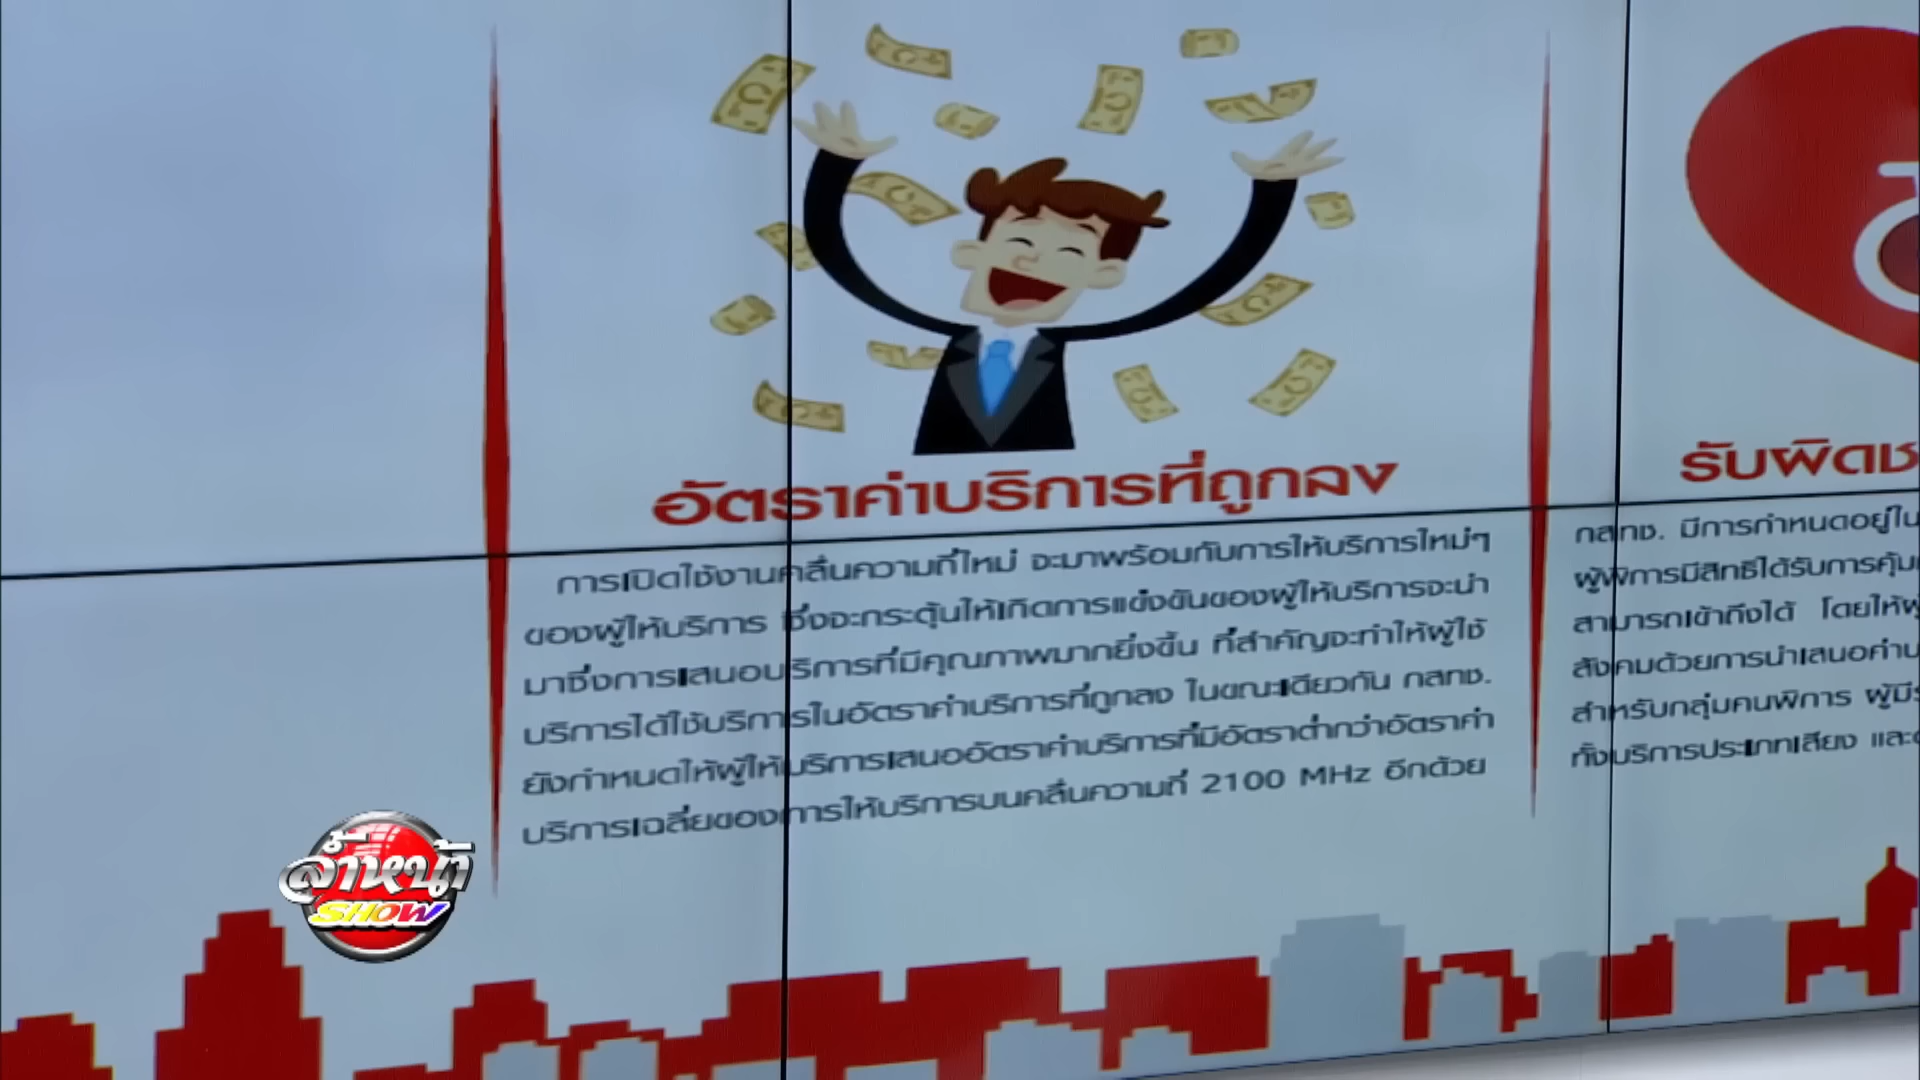 อัตราค่าบริการที่ถูกลง
การเปิดใช้งานคลื่นความถี่ใหม่ จะมาพร้อมกับการให้บริการใหม่ๆ
ของผู้ให้บริการ ซึ่งจะกระตุ้นให้เกิดการแข่งขันของผู้ให้บริการจะนำ
มาซึ่งการเสนอบริการที่มีคุณภาพมากยิ่งขึ้น ที่สำคัญจะทำให้ผู้ใช้
บริการได้ใช้บริการในอัตราค่าบริการที่ถูกลง ในขณะเดียวกัน กสทช.
ยังกำหนดให้ผู้ให้บริการเสนออัตราค่าบริการที่มีอัตราต่ำกว่าอัตราค่า
บริการเฉลี่ยของการให้บริการบนคลื่นความถี่ 2100 MHz อีกด้วย
รับผิดช
กสทช. มีการกำหนดอยู่ใน
ผู้พิการมีสิทธิได้รับการคุ้ม
สามารถเข้าถึงได้ โดยให้ผ
สังคมด้วยการนำเสนอค่าบ
สำหรับกลุ่มคนพิการ ผู้มี
ทั้งบริการประเภทเสียง และ
ล้ำหน้า
SHOW